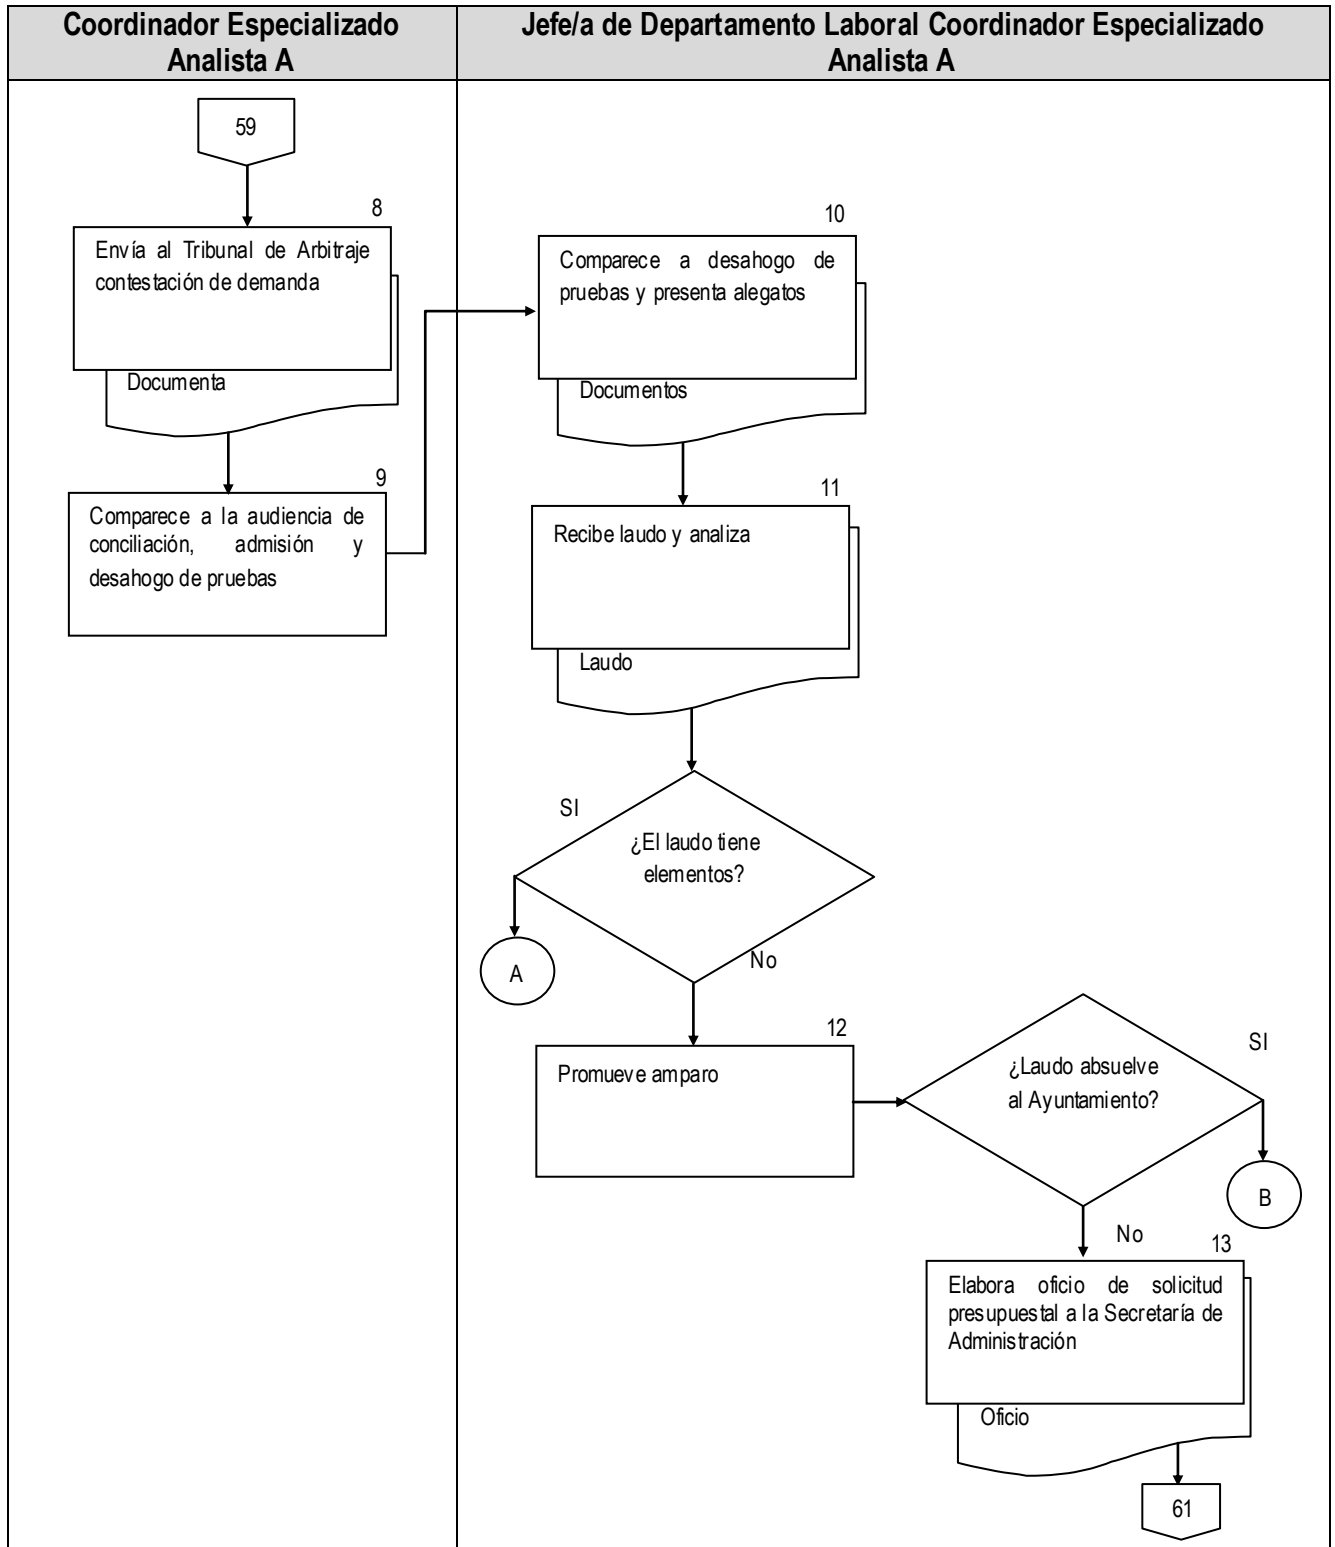 Coordinador Especializado
Analista A
Jefe/a de Departamento Laboral Coordinador Especializado
Analista A
59
8
Envía al Tribunal de Arbitraje
contestación de demanda
Documenta
9
Comparece a la audiencia de
conciliación, admisión y
desahogo de pruebas
10
Comparece a desahogo de
pruebas y presenta alegatos
Documentos
11
Recibe laudo y analiza
Laudo
SI
¿El laudo tiene
elementos?
A
No
12
Promueve amparo
¿Laudo absuelve
al Ayuntamiento?
SI
B
No
13
Elabora oficio de solicitud
presupuestal a la Secretaría de
Administración
Oficio
61